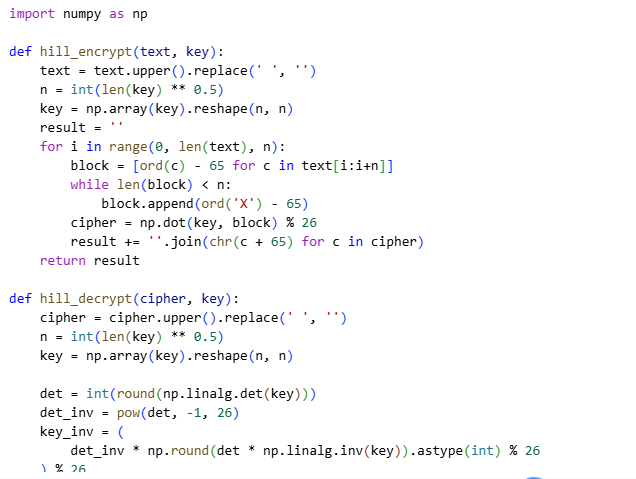 import numpy as np

def hill_encrypt(text, key):
    text = text.upper().replace(' ', '')
    n = int(len(key) ** 0.5)
    key = np.array(key).reshape(n, n)
    result = ''
    for i in range(0, len(text), n):
        block = [ord(c) - 65 for c in text[i:i+n]]
        while len(block) < n:
            block.append(ord('X') - 65)
        cipher = np.dot(key, block) % 26
        result += ''.join(chr(c + 65) for c in cipher)
    return result

def hill_decrypt(cipher, key):
    cipher = cipher.upper().replace(' ', '')
    n = int(len(key) ** 0.5)
    key = np.array(key).reshape(n, n)

    det = int(round(np.linalg.det(key)))
    det_inv = pow(det, -1, 26)
    key_inv = (
        det_inv * np.round(det * np.linalg.inv(key)).astype(int) % 26
    ) % 26